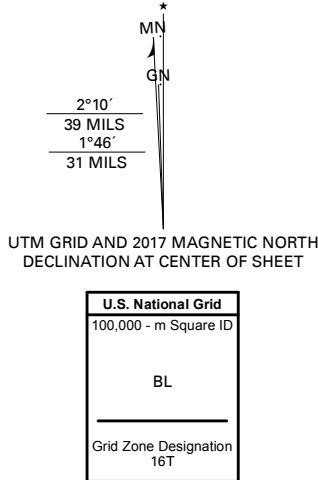 MN
GN
2°10´
39 MILS
1°46´
31 MILS
UTM GRID AND 2017 MAGNETIC NORTH
DECLINATION AT CENTER OF SHEET
U.S. National Grid
100,000 - m Square ID
BL
Grid Zone Designation
16T